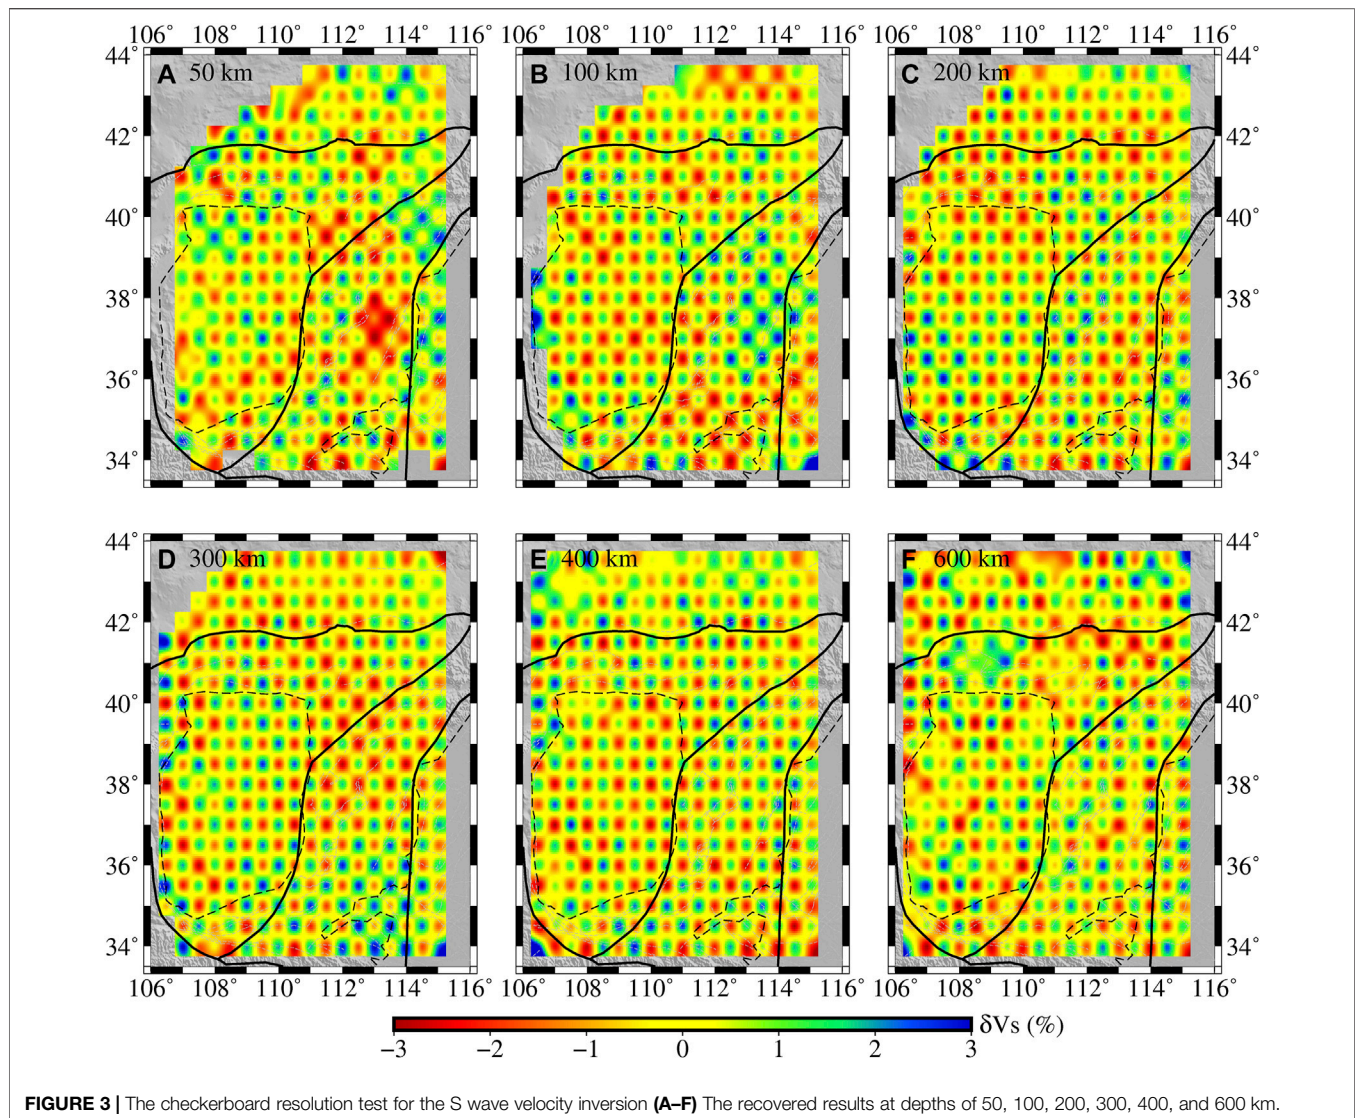 106° 108° 110° 112° 114° 116° 106° 108° 110° 112° 114° 116° 106° 108° 110° 112° 114° 116°
44° 44°
A 50 km B 100 km C 200 km
42° 42°
40° 40°
38° 38°
36° 36°
34° 34°
44° 44°
D 300 km E 400 km F 600 km
42° 42°
40° 40°
38° 38°
36° 36°
34° 34°
106° 108° 110° 112° 114° 116° 106° 108° 110° 112° 114° 116° 106° 108° 110° 112° 114° 116°
δVs (%)
−3 −2 −1 0 1 2 3
FIGURE 3 | The checkerboard resolution test for the S wave velocity inversion (A–F) The recovered results at depths of 50, 100, 200, 300, 400, and 600 km.